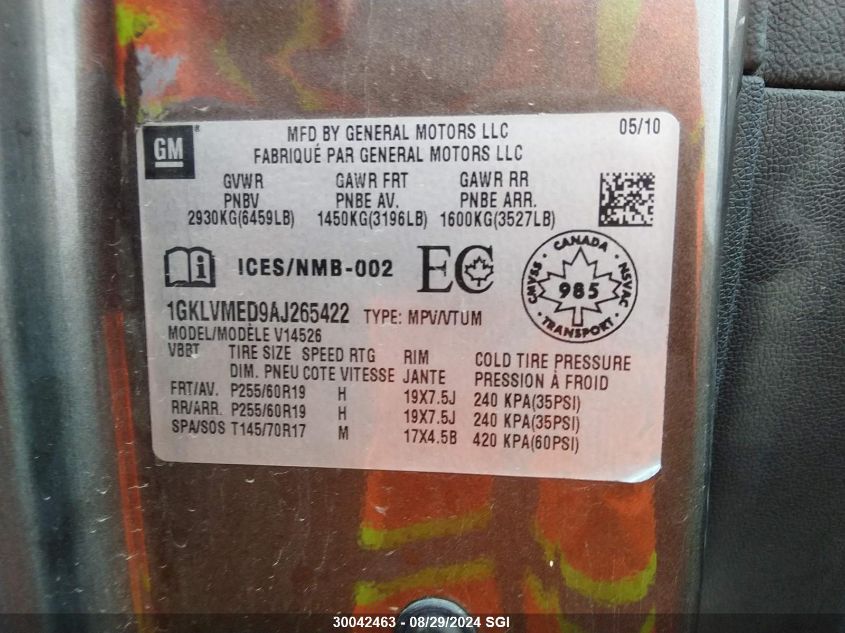 GM ® MFD BY GENERAL MOTORS LLC 05/10
FABRIQUÉ PAR GENERAL MOTORS LLC
GVWR GAWR FRT GAWR RR
PNBV PNBE AV. PNBE ARR.
2930KG(6459LB) 1450KG(3196LB) 1600KG(3527LB)
ICES/NMB-002 EC
CANADA
CMVSS 985 NSVAC
TRANSPORT
1GKLVMED9AJ265422 TYPE: MPV/VTUM
MODEL/MODÈLE V14526
VBBT TIRE SIZE SPEED RTG RIM COLD TIRE PRESSURE
DIM. PNEU COTE VITESSE JANTE PRESSION À FROID
FRT/AV. P255/60R19 H 19X7.5J 240 KPA(35PSI)
RR/ARR. P255/60R19 H 19X7.5J 240 KPA(35PSI)
SPA/SOS T145/70R17 M 17X4.5B 420 KPA(60PSI)
30042463 - 08/29/2024 SGI